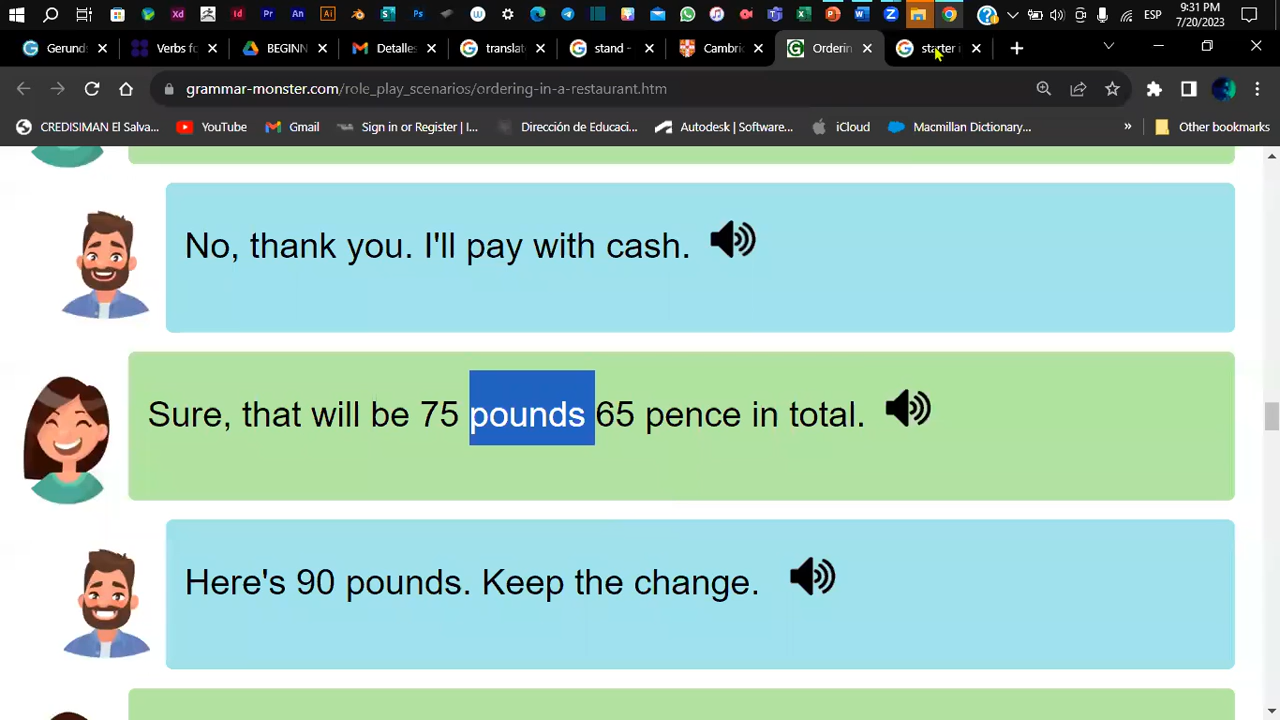 9:31 PM
ESP
7/20/2023
Gerund
Verbs fo
BEGINN
Detalles
translate
stand -
Cambri
Orderin
starter
grammar-monster.com/role_play_scenarios/ordering-in-a-restaurant.htm
CREDISIMAN El Salva...
YouTube
Gmail
Sign in or Register | I...
Dirección de Educaci...
Autodesk | Software...
iCloud
Macmillan Dictionary...
»
Other bookmarks
No, thank you. I'll pay with cash.
Sure, that will be 75 pounds 65 pence in total.
Here's 90 pounds. Keep the change.